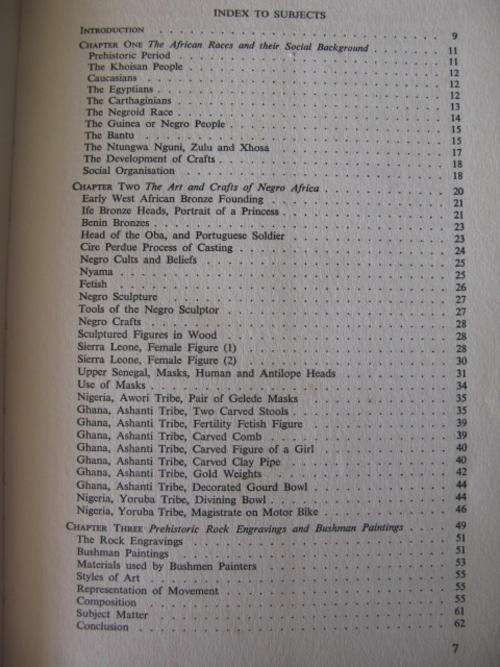 INDEX TO SUBJECTS
INTRODUCTION . . . 9
CHAPTER ONE The African Races and their Social Background . . . 11
Prehistoric Period . . . 11
The Khoisan People . . . 12
Caucasians . . . 12
The Egyptians . . . 12
The Carthaginians . . . 13
The Negroid Race . . . 14
The Guinea or Negro People . . . 15
The Bantu . . . 15
The Ntungwa Nguni, Zulu and Xhosa . . . 17
The Development of Crafts . . . 18
Social Organisation . . . 18
CHAPTER TWO The Art and Crafts of Negro Africa . . . 20
Early West African Bronze Founding . . . 21
Ife Bronze Heads, Portrait of a Princess . . . 21
Benin Bronzes . . . 23
Head of the Oba, and Portuguese Soldier . . . 23
Cire Perdue Process of Casting . . . 24
Negro Cults and Beliefs . . . 25
Nyama . . . 25
Fetish . . . 26
Negro Sculpture . . . 27
Tools of the Negro Sculptor . . . 27
Negro Crafts . . . 28
Sculptured Figures in Wood . . . 28
Sierra Leone, Female Figure (1) . . . 28
Sierra Leone, Female Figure (2) . . . 30
Upper Senegal, Masks, Human and Antilope Heads . . . 31
Use of Masks . . . 34
Nigeria, Awori Tribe, Pair of Gelede Masks . . . 35
Ghana, Ashanti Tribe, Two Carved Stools . . . 35
Ghana, Ashanti Tribe, Fertility Fetish Figure . . . 39
Ghana, Ashanti Tribe, Carved Comb . . . 39
Ghana, Ashanti Tribe, Carved Figure of a Girl . . . 40
Ghana, Ashanti Tribe, Carved Clay Pipe . . . 40
Ghana, Ashanti Tribe, Gold Weights . . . 42
Ghana, Ashanti Tribe, Decorated Gourd Bowl . . . 44
Nigeria, Yoruba Tribe, Divining Bowl . . . 44
Nigeria, Yoruba Tribe, Magistrate on Motor Bike . . . 46
CHAPTER THREE Prehistoric Rock Engravings and Bushman Paintings . . . 49
The Rock Engravings . . . 51
Bushman Paintings . . . 51
Materials used by Bushmen Painters . . . 53
Styles of Art . . . 55
Representation of Movement . . . 55
Composition . . . 55
Subject Matter . . . 61
Conclusion . . . 62
7